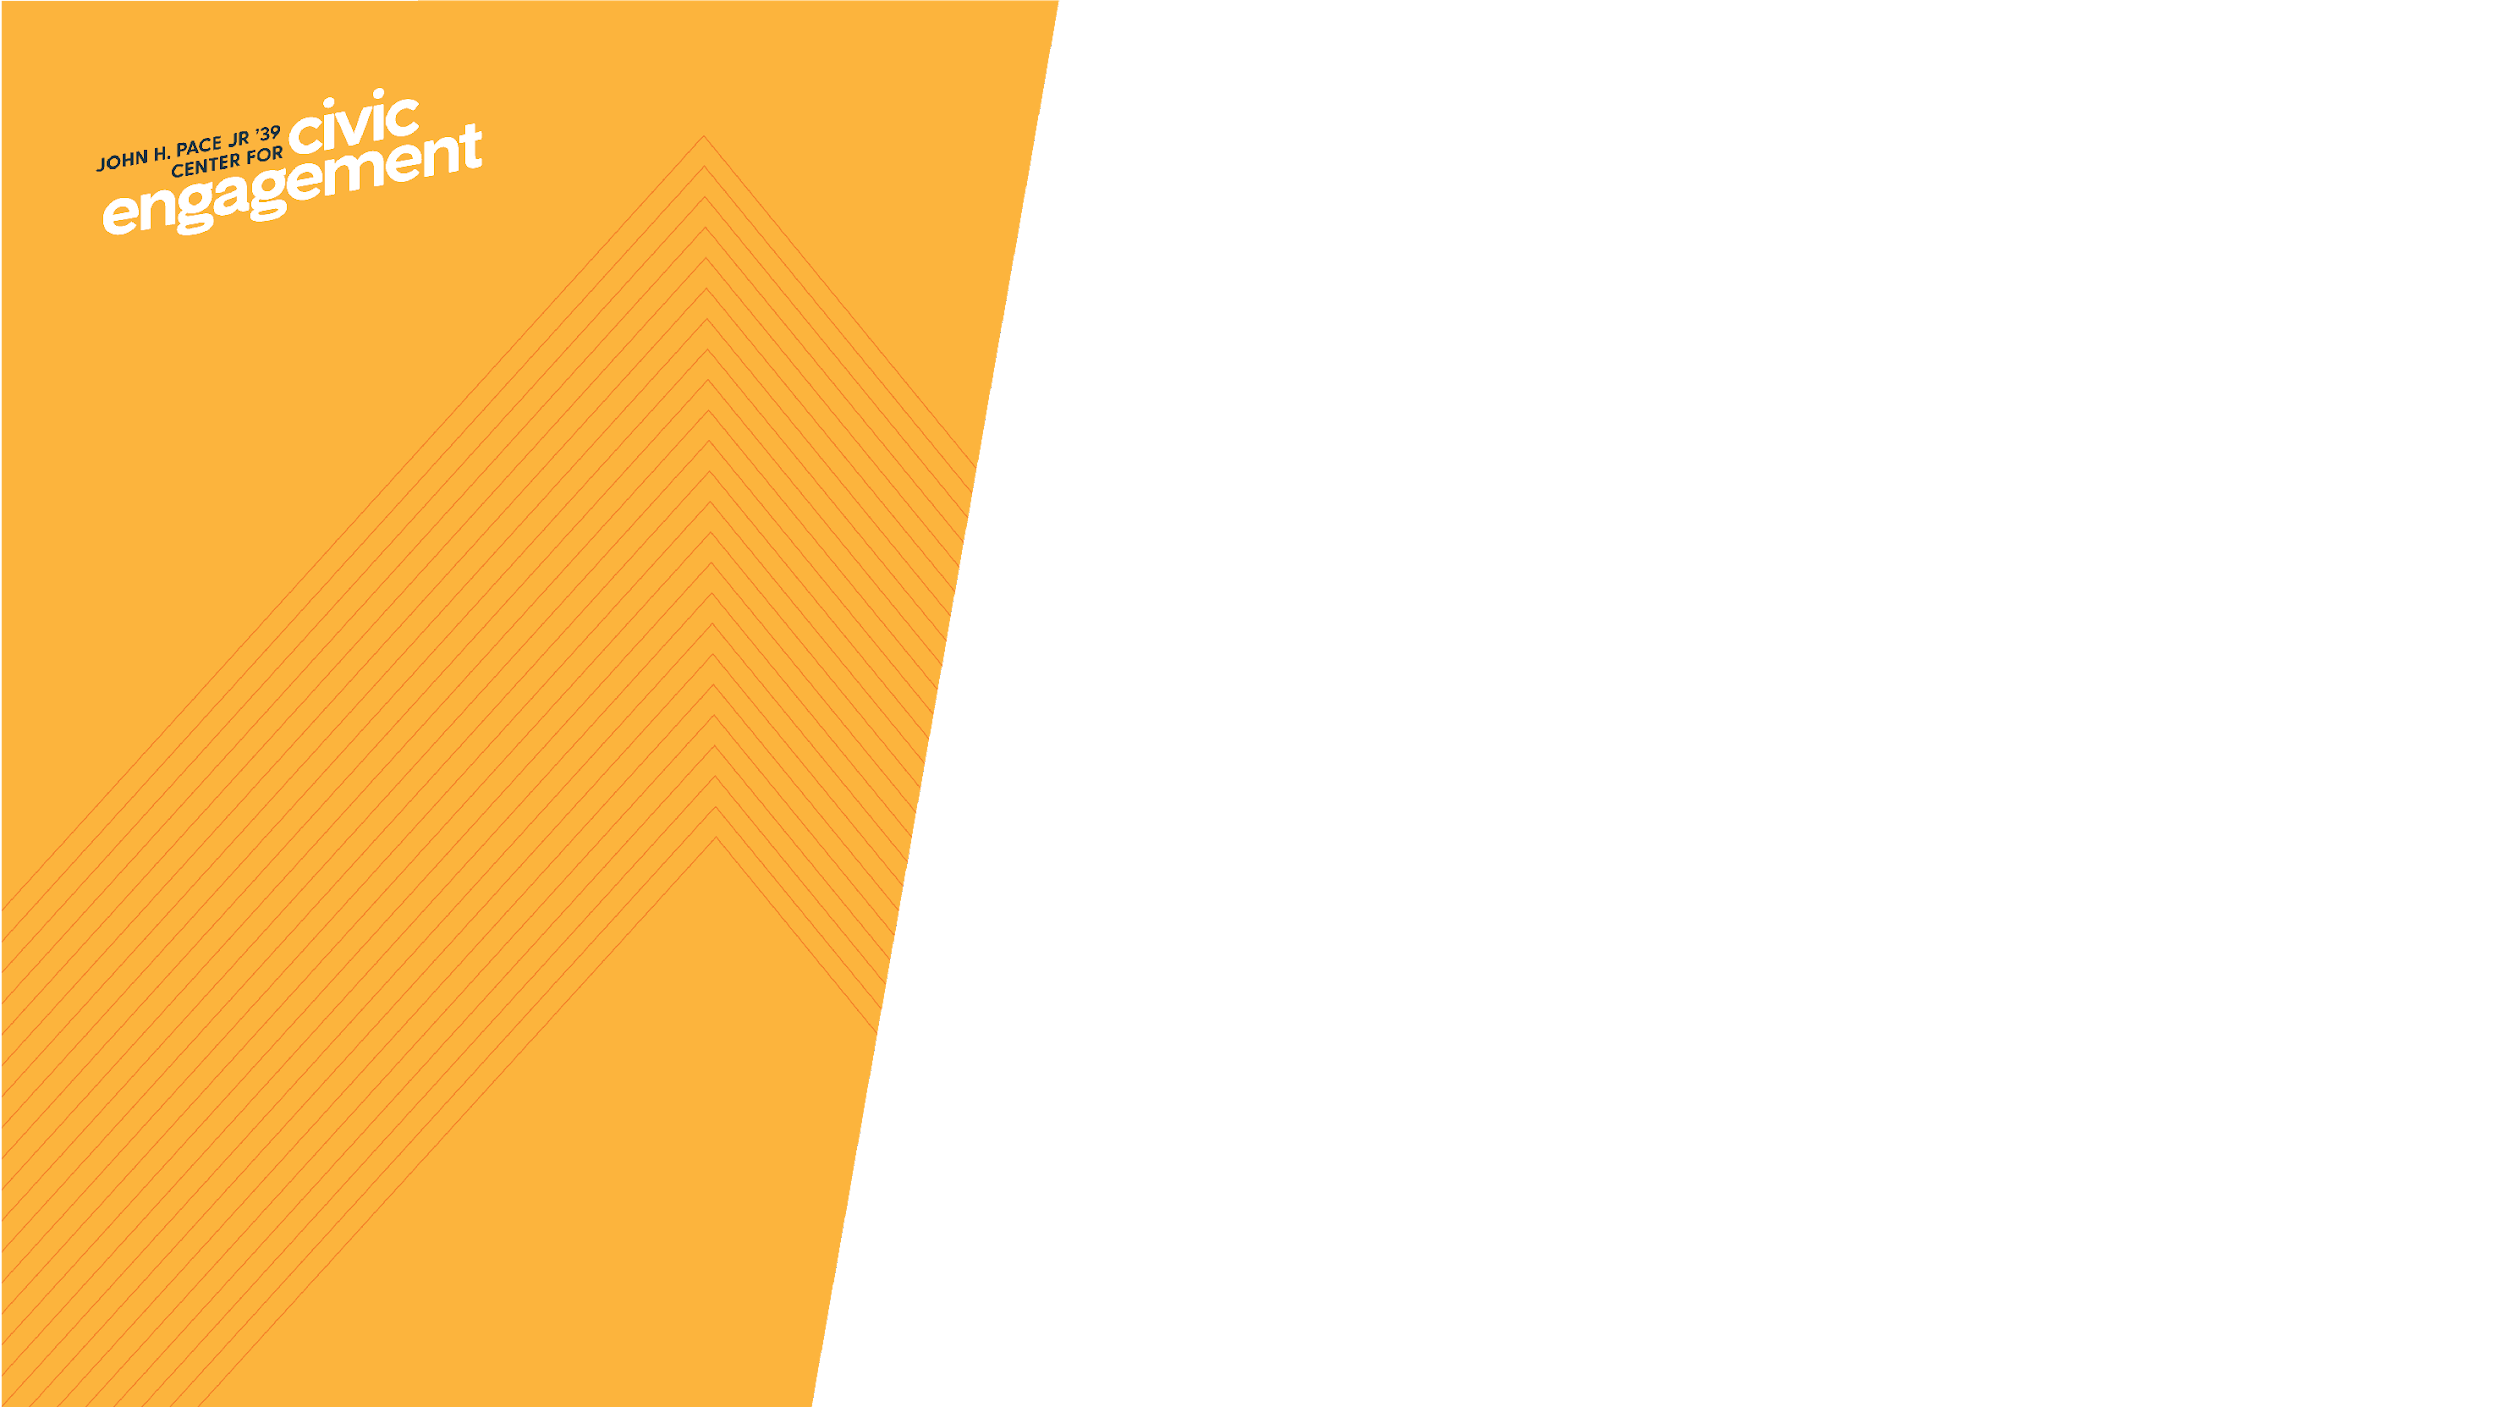 JOHN H. PACE JR ’39
CENTER FOR
civic
engagement